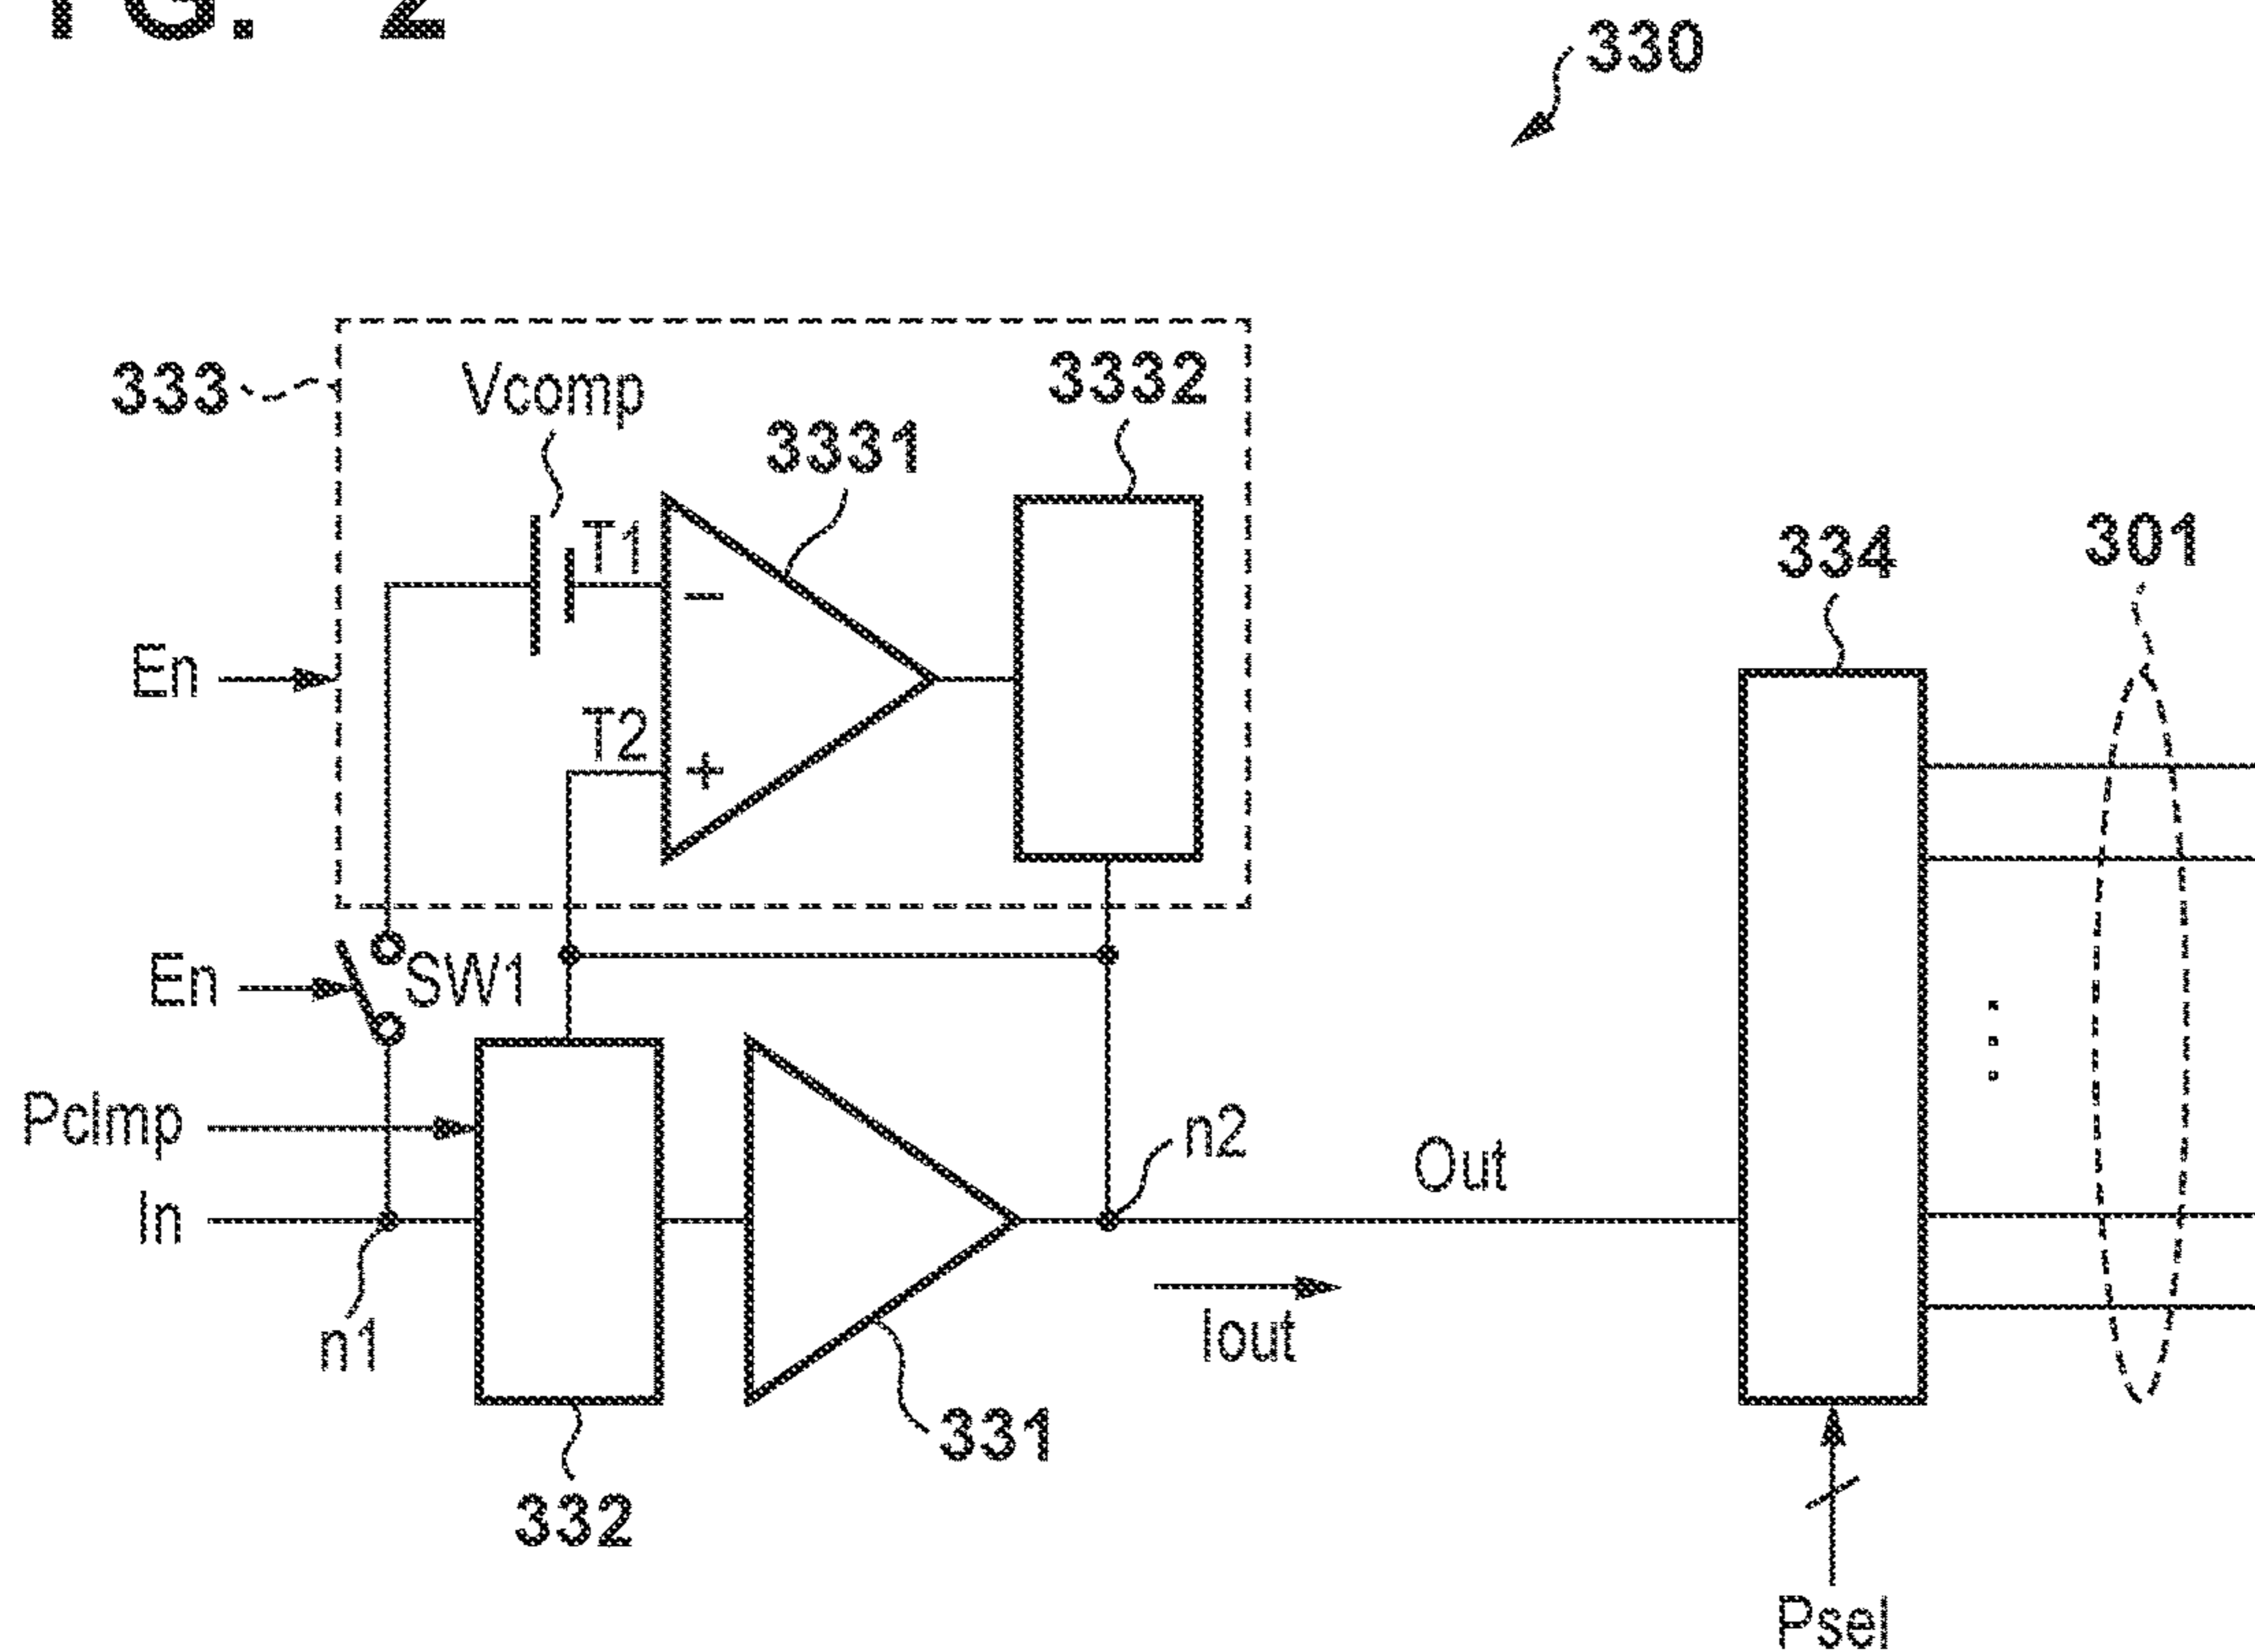 FIG. 2
330
333
Vcomp
3331
3332
T1
En
T2
334
301
En
SW1
Pclmp
n2
In
Out
n1
Iout
331
332
Psel